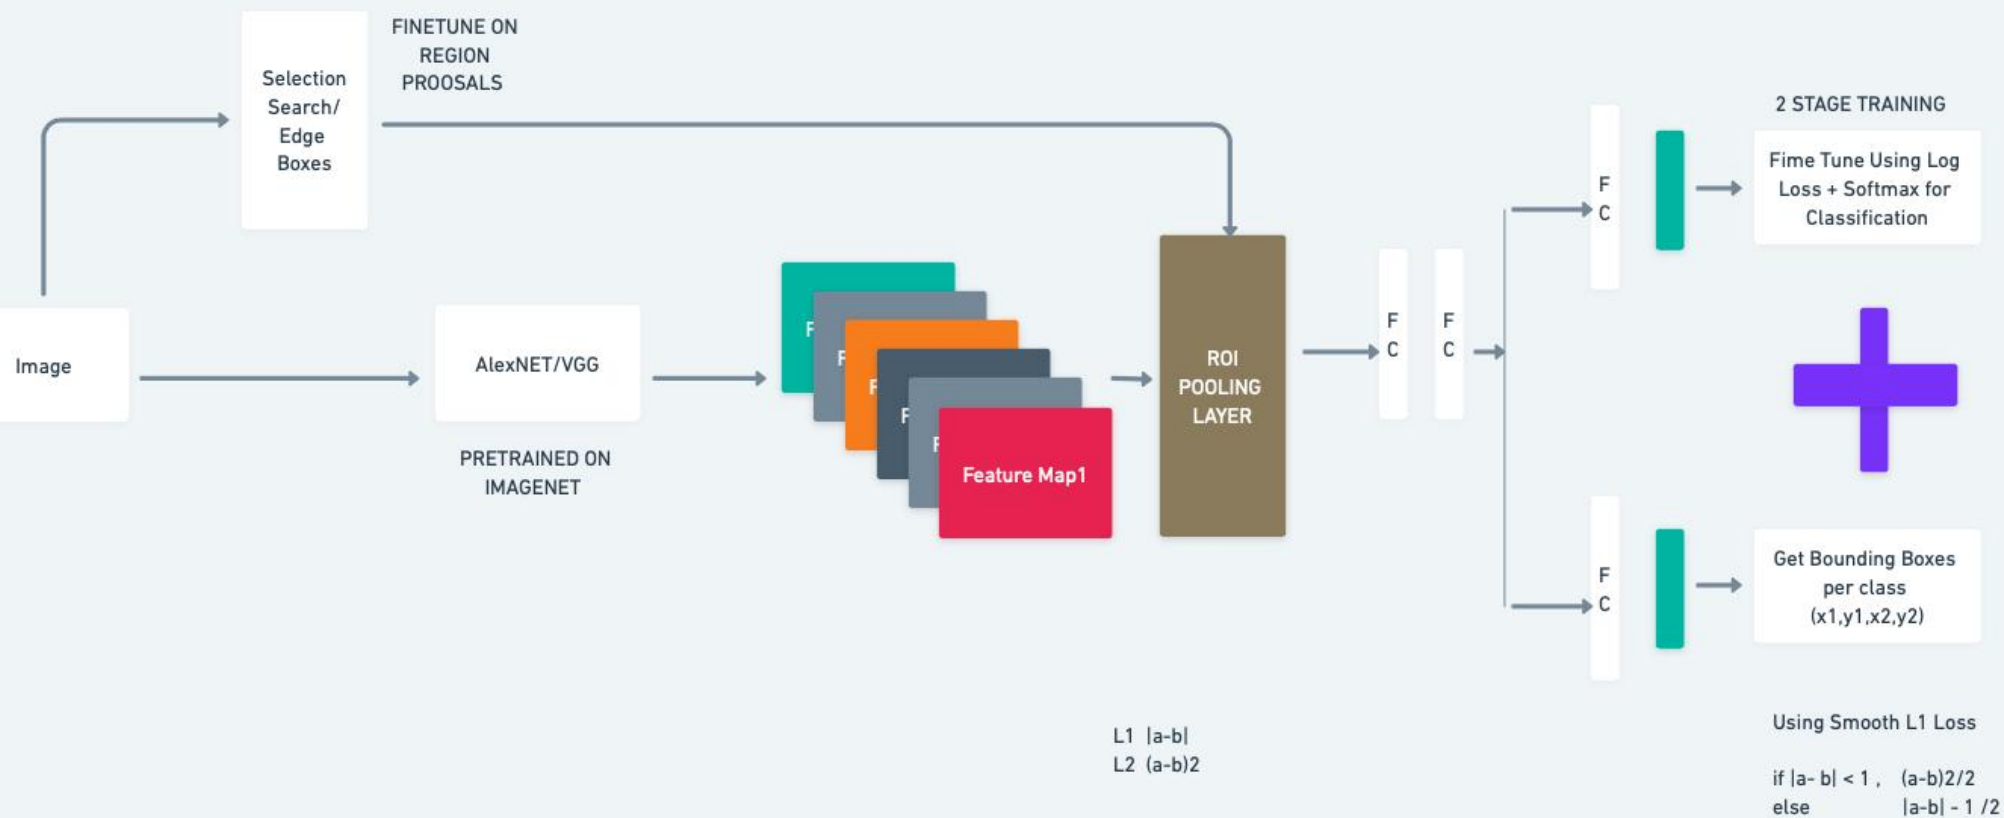 FINETUNE ON
REGION
PROOSALS
Selection
Search/
Edge
Boxes
2 STAGE TRAINING
Fime Tune Using Log
Loss + Softmax for
Classification
F
C
Image
AlexNET/VGG
PRETRAINED ON
IMAGENET
F
F
F
F
F
Feature Map1
ROI
POOLING
LAYER
F
C
F
C
F
C
Get Bounding Boxes
per class
(x1,y1,x2,y2)
L1 |a-b|
L2 (a-b)2
Using Smooth L1 Loss
if |a- b| < 1 , (a-b)2/2
else |a-b| - 1 /2